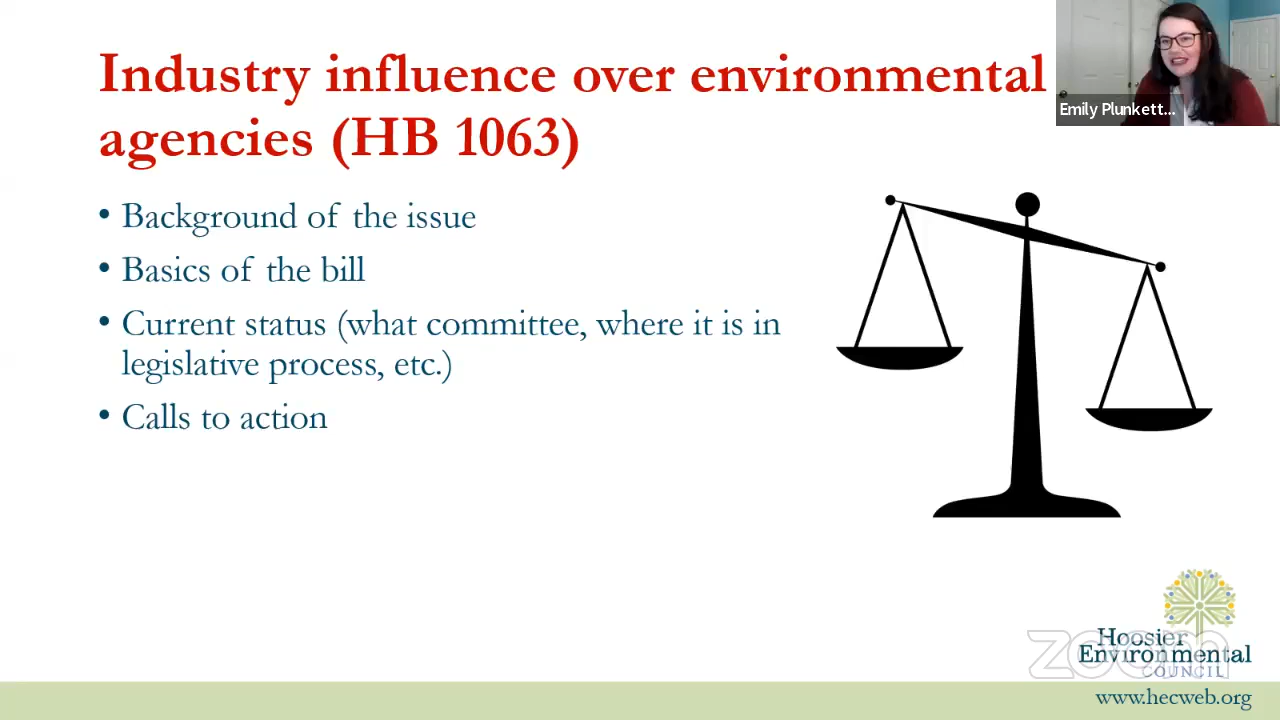 Industry influence over environmental
agencies (HB 1063)
Emily Plunkett...
• Background of the issue
• Basics of the bill
• Current status (what committee, where it is in
legislative process, etc.)
• Calls to action
zoom
Hoosier
Environmental
COUNCIL
www.hecweb.org